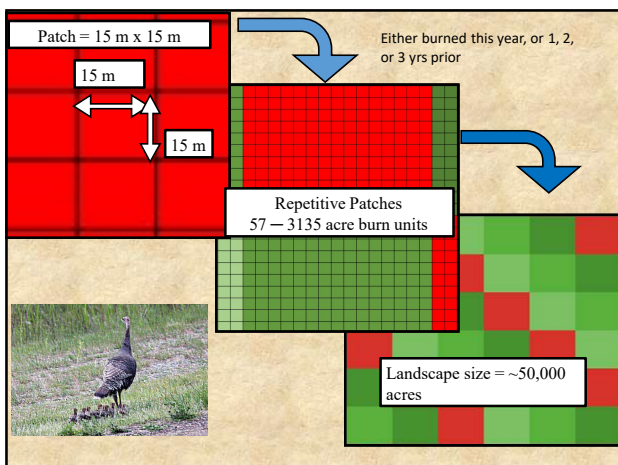 Patch = 15 m x 15 m
15 m
15 m
Either burned this year, or 1, 2,
or 3 yrs prior
Repetitive Patches
57 – 3135 acre burn units
Landscape size = ~50,000
acres